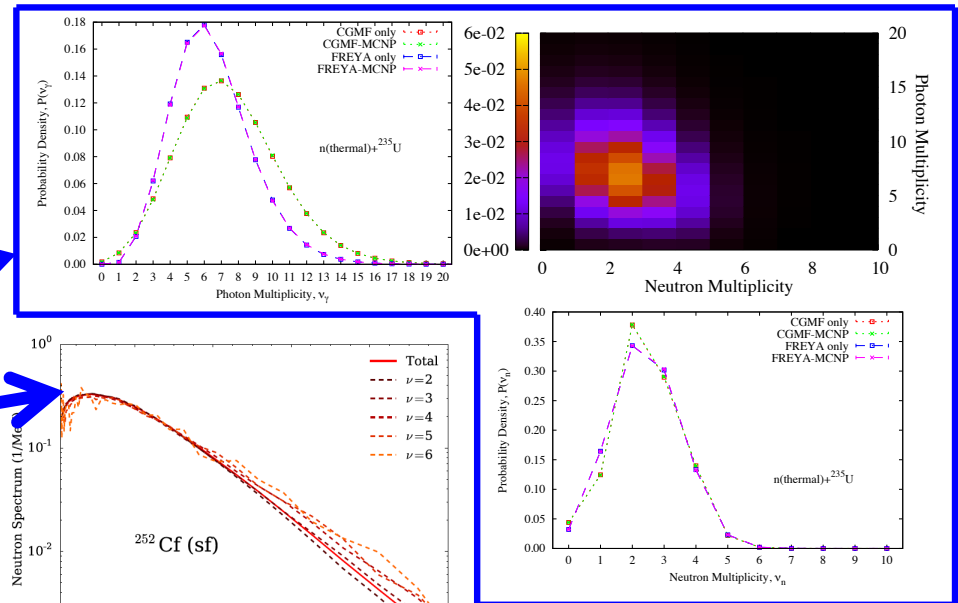 Probability Density, P(νγ)
0.18
0.16
0.14
0.12
0.10
0.08
0.06
0.04
0.02
0.00
CGMF only
CGMF-MCNP
FREYA only
FREYA-MCNP
n(thermal)+²³⁵U
0 1 2 3 4 5 6 7 8 9 10 11 12 13 14 15 16 17 18 19 20
Photon Multiplicity, νγ
6e-02
5e-02
4e-02
3e-02
2e-02
1e-02
0e+00
20
15
10
5
0
Photon Multiplicity
0 2 4 6 8 10
Neutron Multiplicity
Neutron Spectrum (1/Me
10⁰
10⁻¹
10⁻²
Total
ν=2
ν=3
ν=4
ν=5
ν=6
²⁵²Cf (sf)
Probability Density, P(νn)
0.40
0.35
0.30
0.25
0.20
0.15
0.10
0.05
0.00
CGMF only
CGMF-MCNP
FREYA only
FREYA-MCNP
n(thermal)+²³⁵U
0 1 2 3 4 5 6 7 8 9 10
Neutron Multiplicity, νn